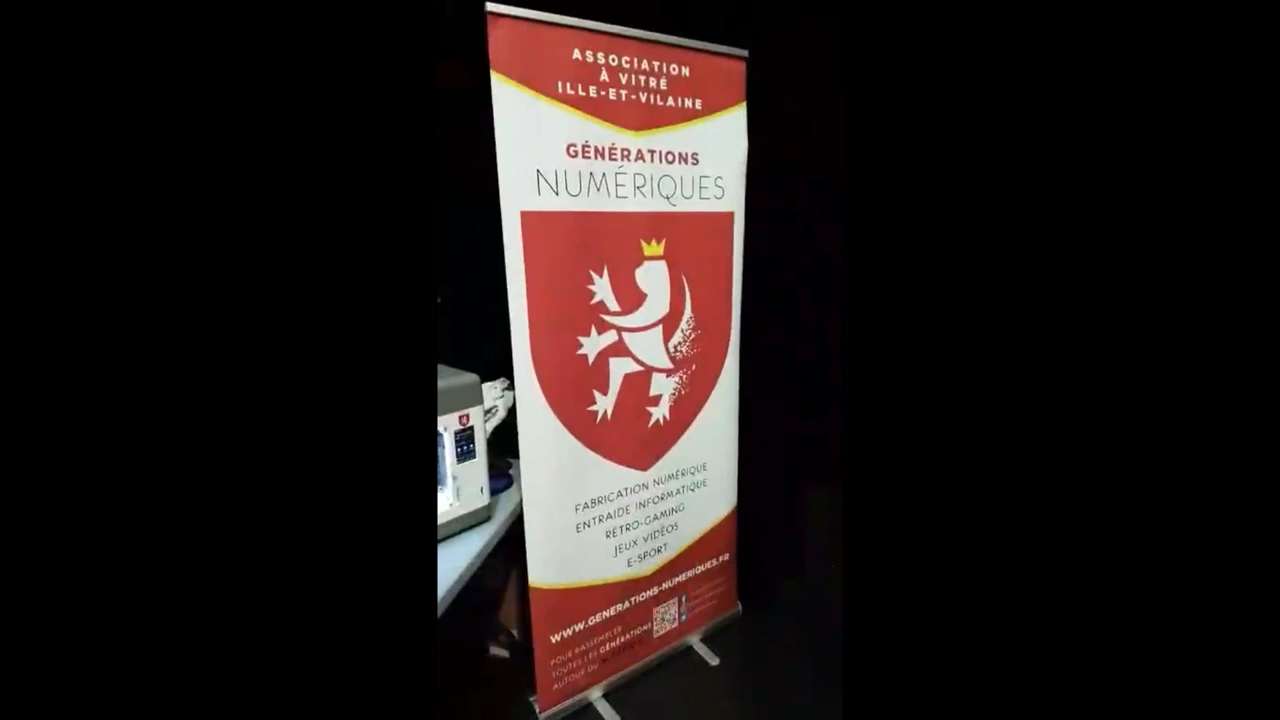 ASSOCIATION
À VITRÉ
ILLE-ET-VILAINE
GÉNÉRATIONS
NUMÉRIQUES
FABRICATION NUMÉRIQUE
ENTRAIDE INFORMATIQUE
RÉTRO-GAMING
JEUX VIDÉOS
E-SPORT
WWW.GENERATIONS-NUMERIQUES.FR
POUR RASSEMBLER
TOUTES LES GÉNÉRATIONS
AUTOUR DU